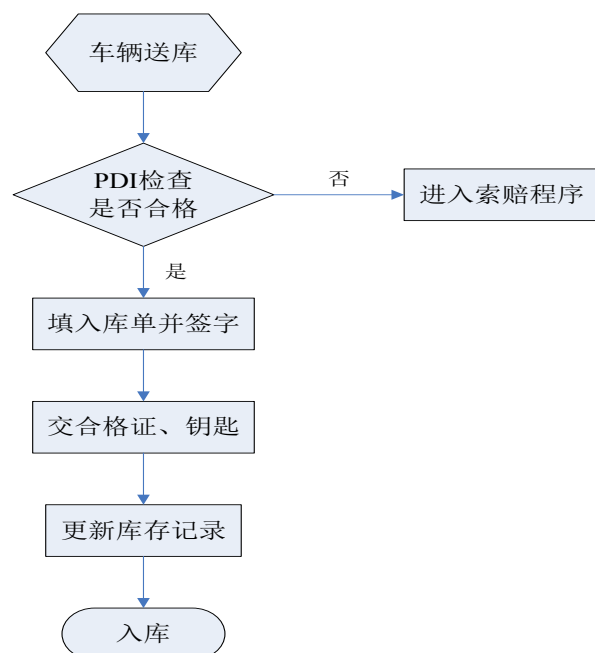 车辆送库
PDI检查
是否合格
否
进入索赔程序
是
填入库单并签字
交合格证、钥匙
更新库存记录
入库